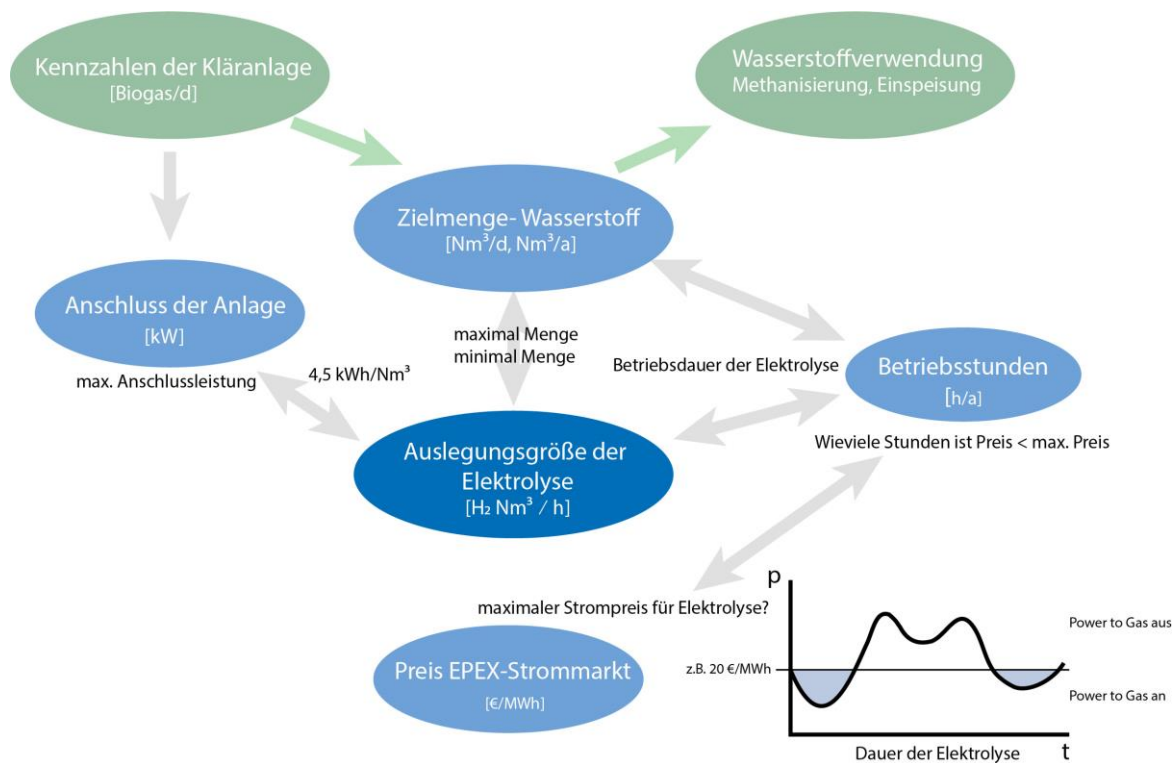 Kennzahlen der Kläranlage
[Biogas/d]
Wasserstoffverwendung
Methanisierung, Einspeisung
Zielmenge- Wasserstoff
[Nm³/d, Nm³/a]
Anschluss der Anlage
[kW]
max. Anschlussleistung
4,5 kWh/Nm³
maximal Menge
minimal Menge
Betriebsdauer der Elektrolyse
Betriebsstunden
[h/a]
Wieviele Stunden ist Preis < max. Preis
Auslegungsgröße der
Elektrolyse
[H₂ Nm³ / h]
maximaler Strompreis für Elektrolyse?
Preis EPEX-Strommarkt
[€/MWh]
p
z.B. 20 €/MWh
Power to Gas aus
Power to Gas an
Dauer der Elektrolyse
t